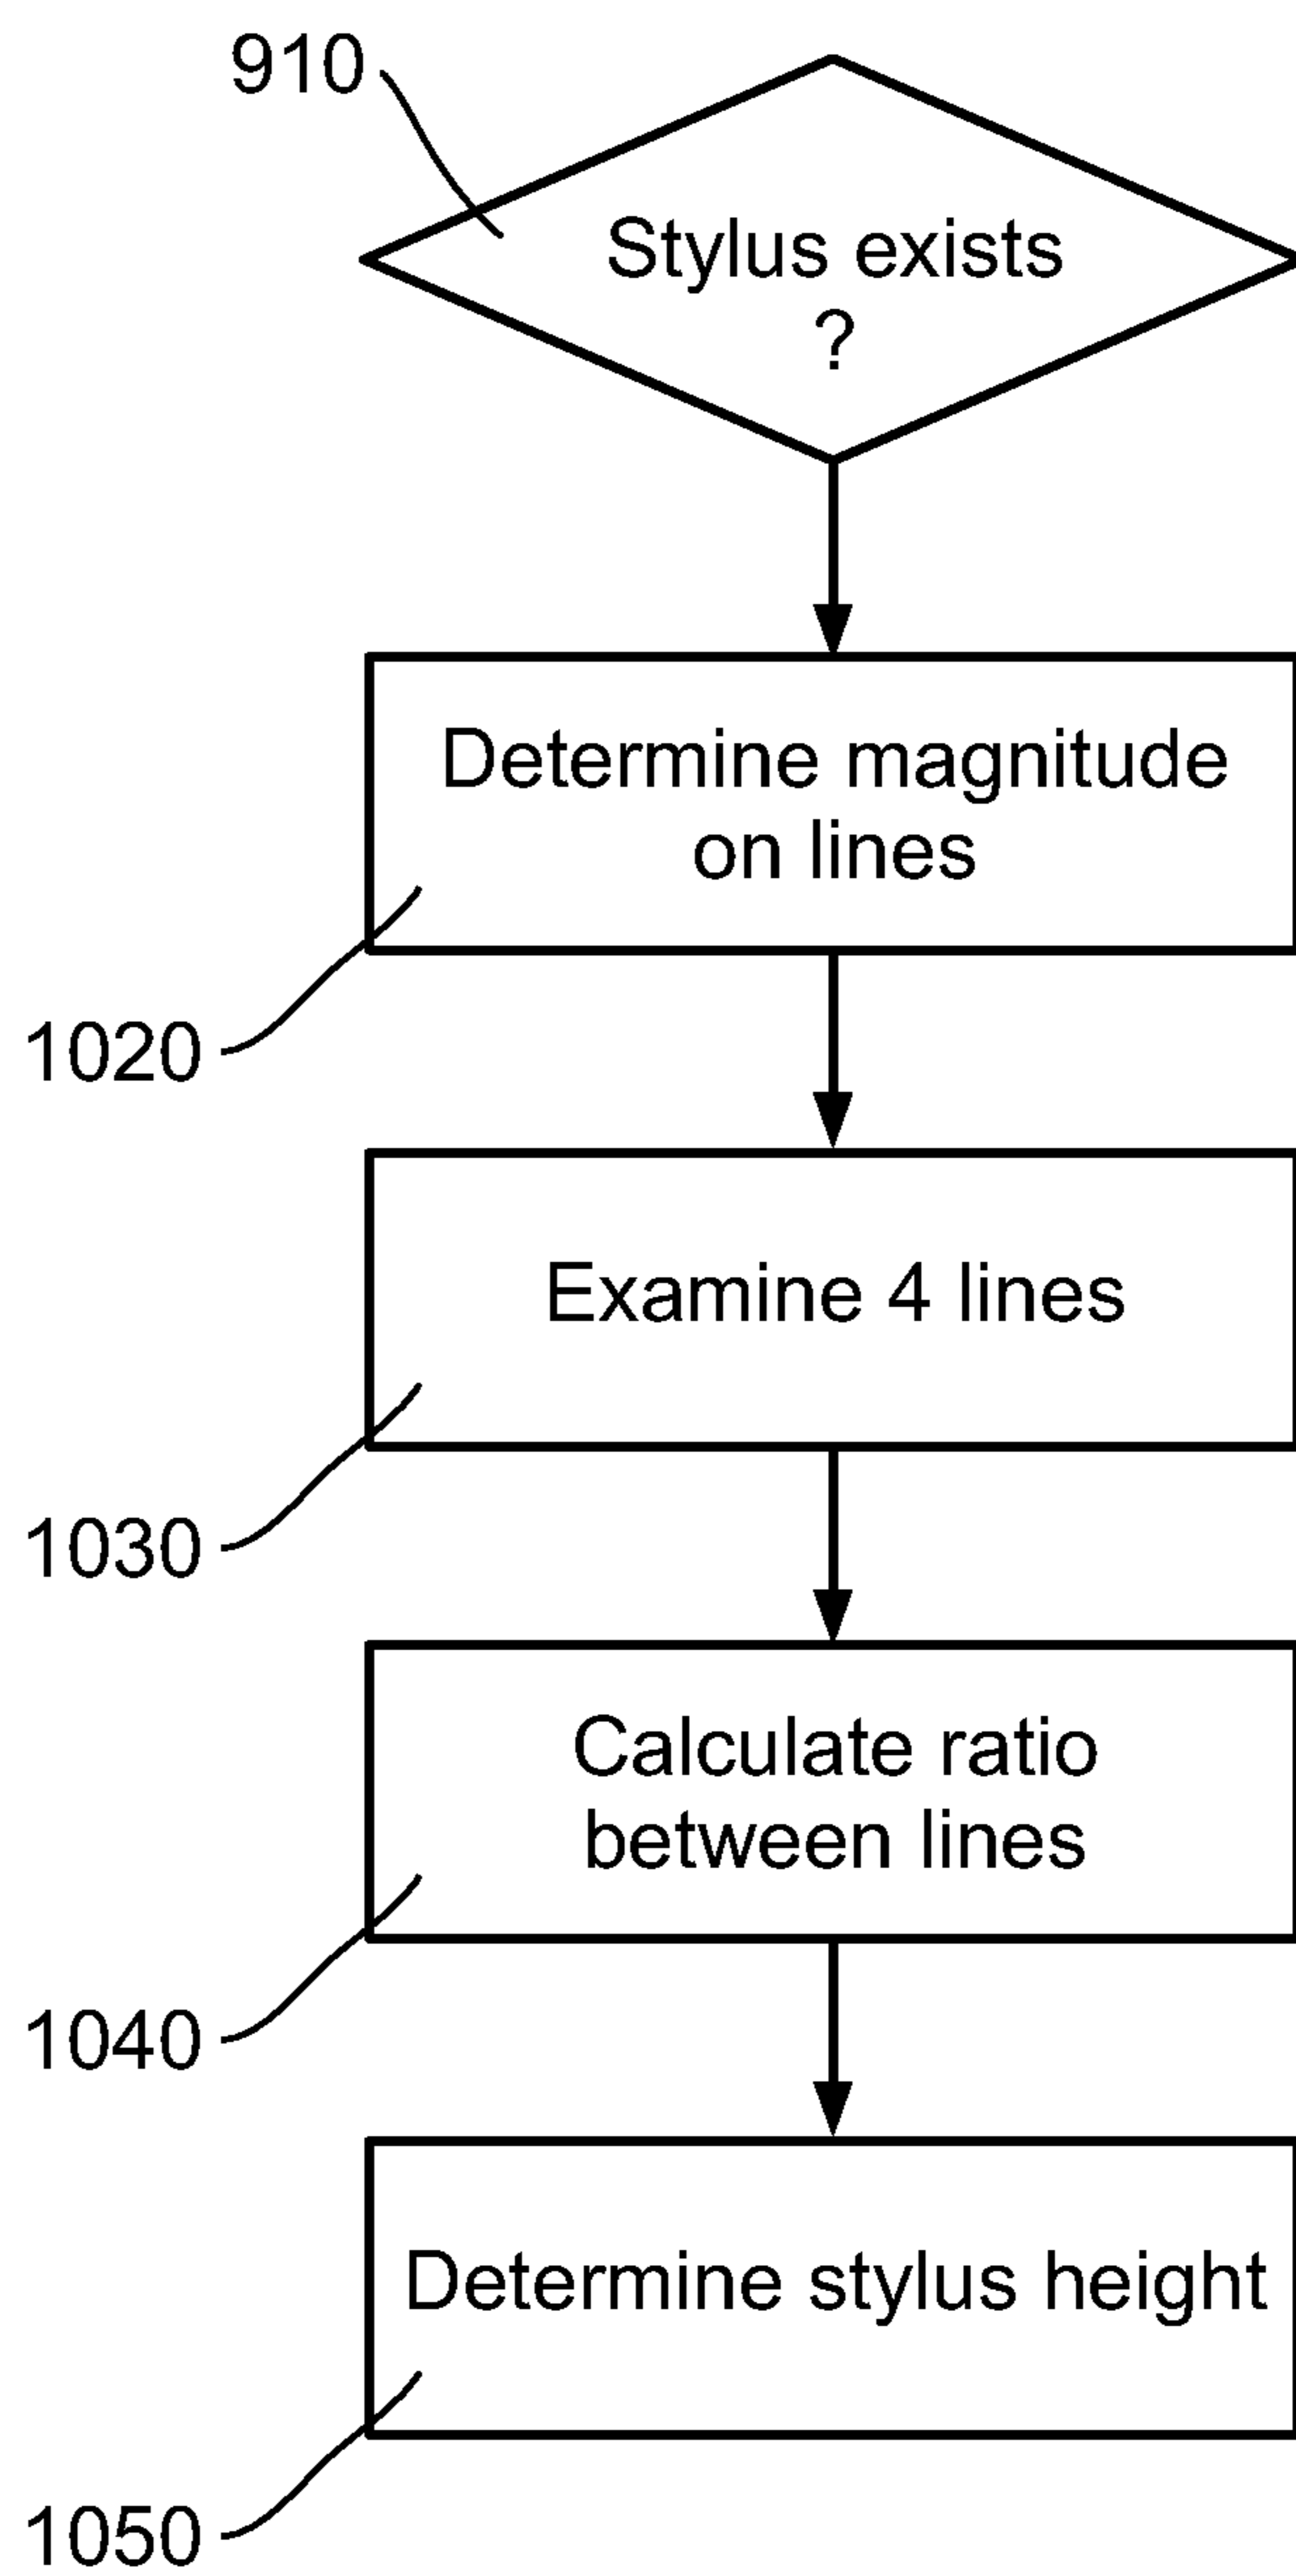 910
Stylus exists
?
Determine magnitude
on lines
1020
Examine 4 lines
1030
Calculate ratio
between lines
1040
Determine stylus height
1050